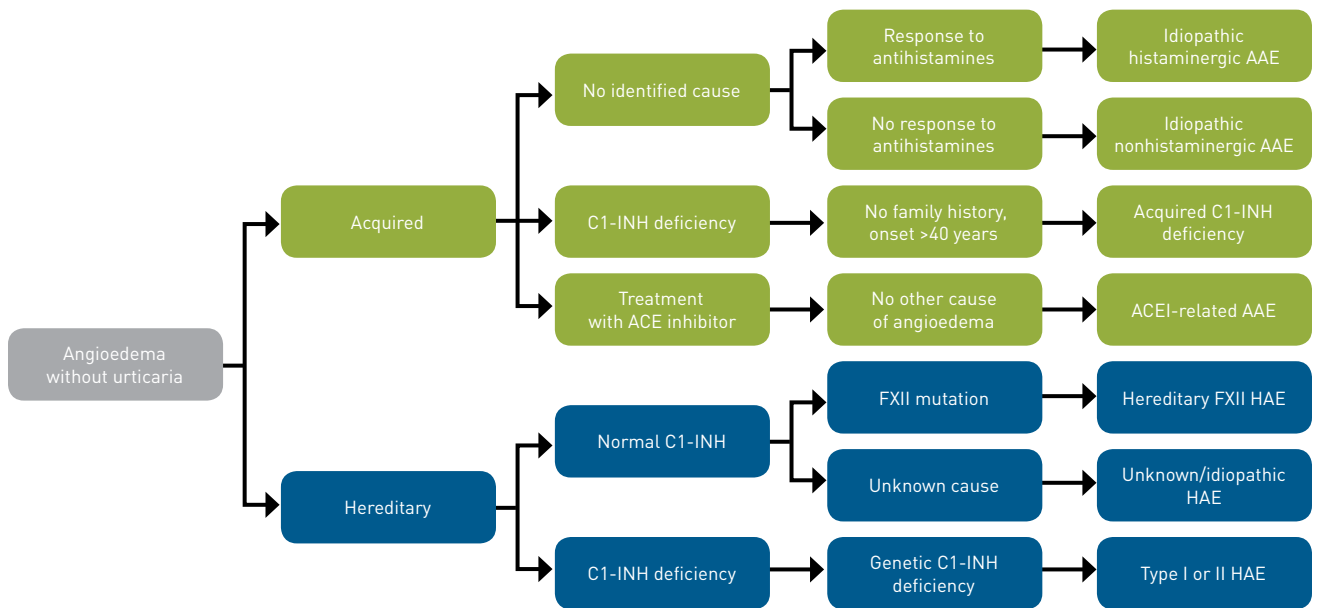 Response to
antihistamines
Idiopathic
histaminergic AAE
No identified cause
No response to
antihistamines
Idiopathic
nonhistaminergic AAE
Acquired
C1-INH deficiency
No family history,
onset >40 years
Acquired C1-INH
deficiency
Treatment
with ACE inhibitor
No other cause
of angioedema
ACEI-related AAE
Angioedema
without urticaria
FXII mutation
Hereditary FXII HAE
Normal C1-INH
Unknown cause
Unknown/idiopathic
HAE
Hereditary
C1-INH deficiency
Genetic C1-INH
deficiency
Type I or II HAE